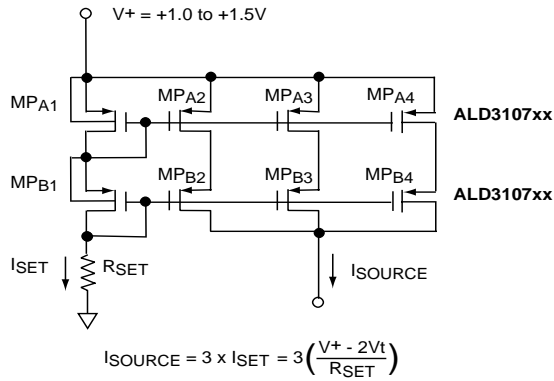 V+ = +1.0 to +1.5V
MPA1
MPA2
MPA3
MPA4
ALD3107xx
MPB1
MPB2
MPB3
MPB4
ALD3107xx
ISET
RSET
ISOURCE
ISOURCE = 3 x ISET = 3 (V+ - 2Vt / RSET)